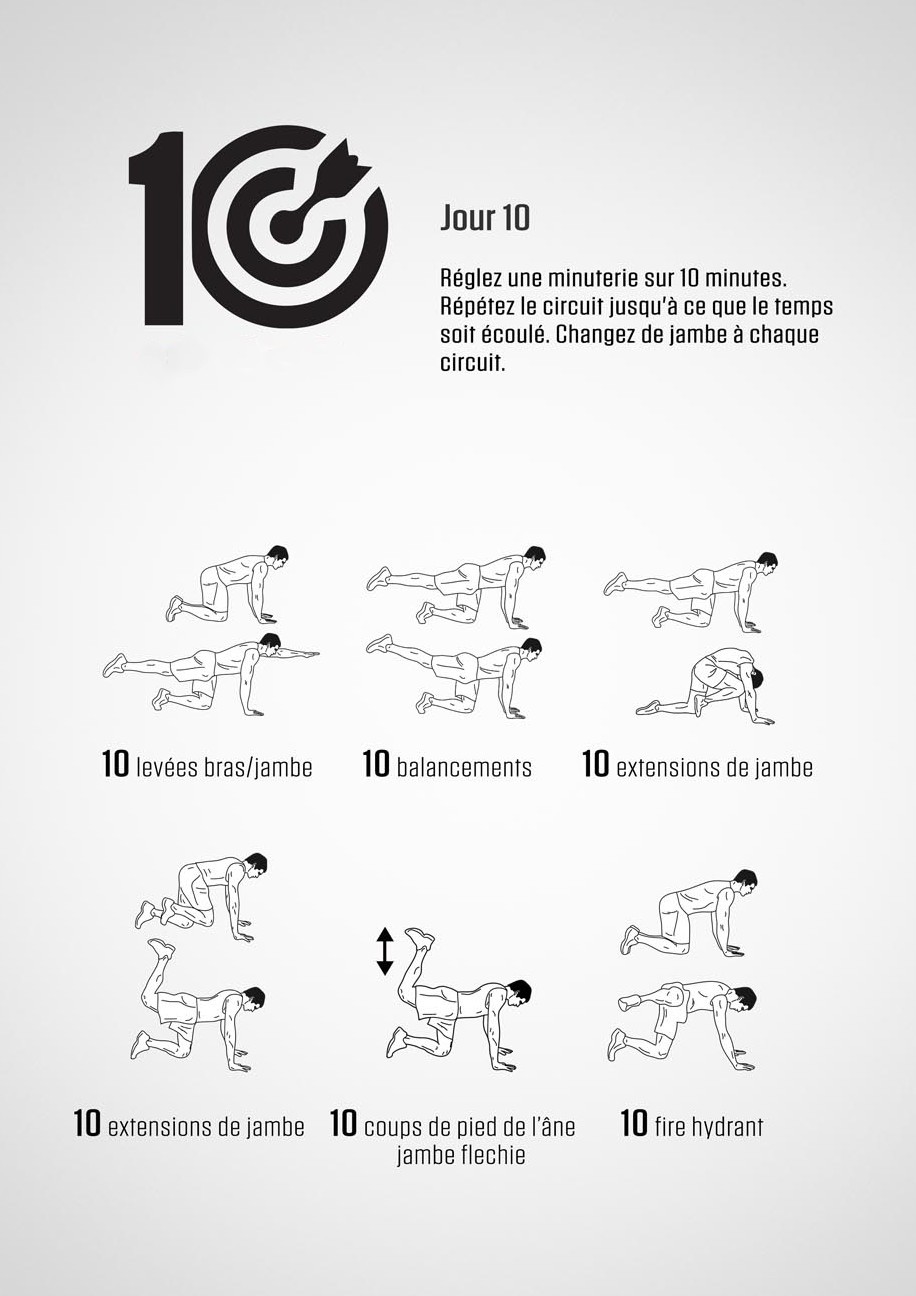 10
Jour 10
Réglez une minuterie sur 10 minutes.
Répétez le circuit jusqu'à ce que le temps
soit écoulé. Changez de jambe à chaque
circuit.
10 levées bras/jambe
10 balancements
10 extensions de jambe
10 extensions de jambe
10 coups de pied de l'âne
jambe flechie
10 fire hydrant